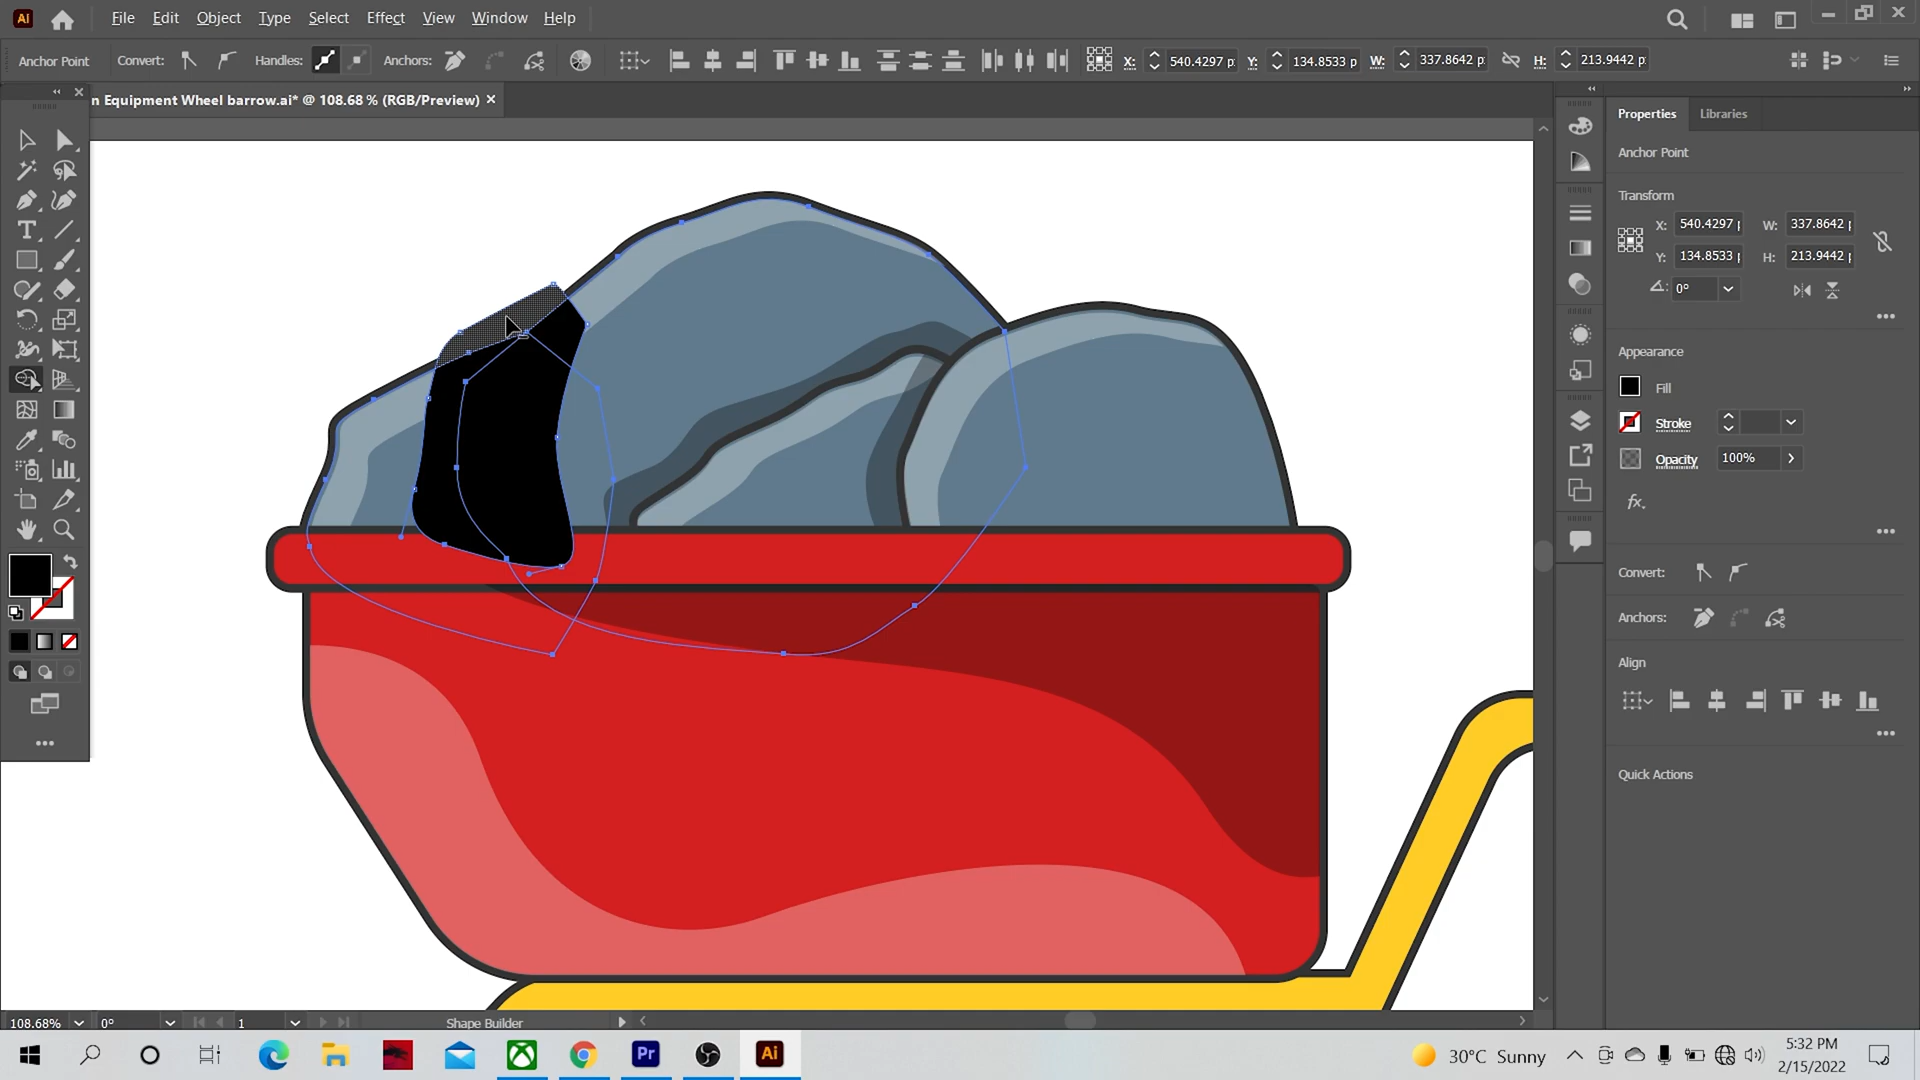 Ai File Edit Object Type Select Effect View Window Help
Anchor Point Convert: Handles: Anchors: X: 540.4297 p Y: 134.8533 p W: 337.8642 p H: 213.9442 p
n Equipment Wheel barrow.ai* @ 108.68 % (RGB/Preview) ×
Properties Libraries
Anchor Point
Transform
X: 540.4297 p W: 337.8642 p
Y: 134.8533 p H: 213.9442 p
0°
Appearance
Fill
Stroke
Opacity 100%
fx.
Convert:
Anchors:
Align
Quick Actions
108.68% 0° 1 Shape Builder
Pr Ai
30°C Sunny
5:32 PM
2/15/2022